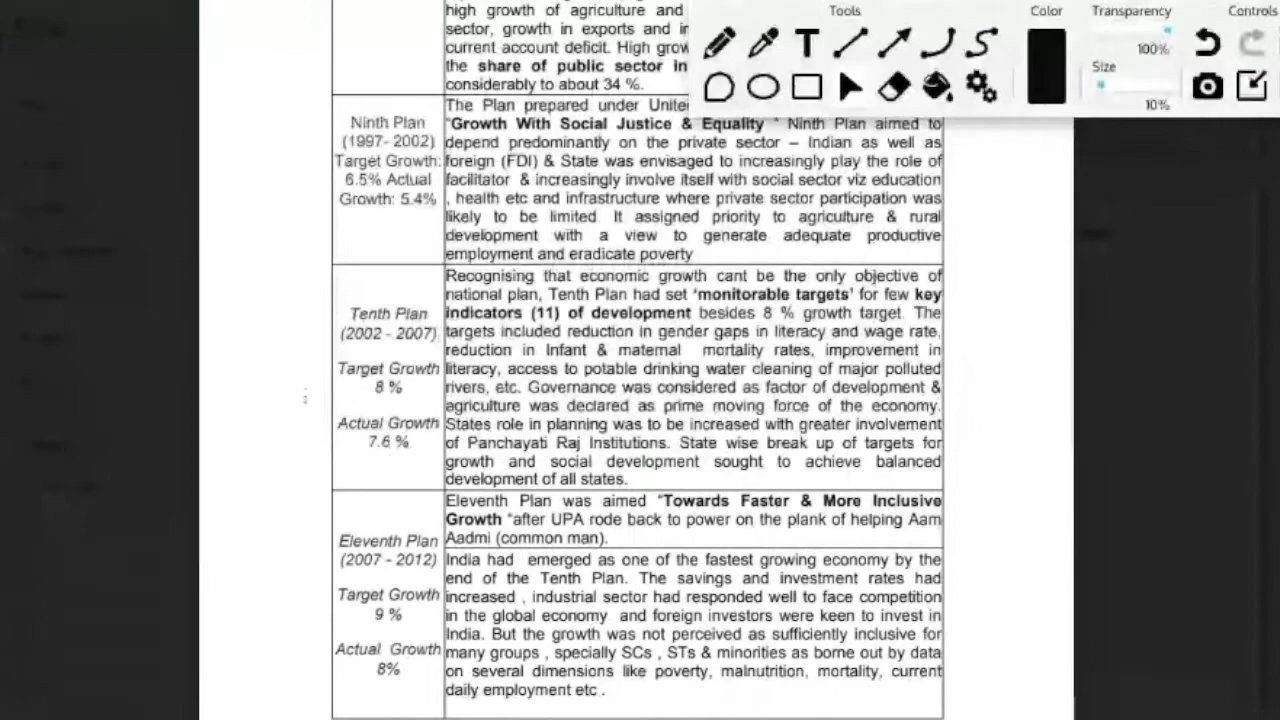 high growth of agriculture and
sector, growth in exports and
current account deficit. High
the share of public sector in
considerably to about 34 %.
Tools
Color
Transparency
Controls
100%
Size
10%
Ninth Plan
(1997- 2002)
Target Growth:
6.5% Actual
Growth: 5.4%
The Plan prepared under
"Growth With Social Justice & Equality " Ninth Plan aimed to
depend predominantly on the private sector – Indian as well as
foreign (FDI) & State was envisaged to increasingly play the role of
facilitator & increasingly involve itself with social sector viz education
, health etc and infrastructure where private sector participation was
likely to be limited It assigned priority to agriculture & rural
development with a view to generate adequate productive
employment and eradicate poverty
Tenth Plan
(2002 - 2007)
Target Growth
8 %
Actual Growth
7.6 %
Recognising that economic growth cant be the only objective of
national plan, Tenth Plan had set 'monitorable targets' for few key
indicators (11) of development besides 8 % growth target. The
targets included reduction in gender gaps in literacy and wage rate,
reduction in Infant & maternal mortality rates, improvement in
literacy, access to potable drinking water cleaning of major polluted
rivers, etc. Governance was considered as factor of development &
agriculture was declared as prime moving force of the economy.
States role in planning was to be increased with greater involvement
of Panchayati Raj Institutions. State wise break up of targets for
growth and social development sought to achieve balanced
development of all states.
Eleventh Plan
(2007 - 2012)
Target Growth
9 %
Actual Growth
8%
Eleventh Plan was aimed "Towards Faster & More Inclusive
Growth "after UPA rode back to power on the plank of helping Aam
Aadmi (common man).
India had emerged as one of the fastest growing economy by the
end of the Tenth Plan. The savings and investment rates had
increased , industrial sector had responded well to face competition
in the global economy and foreign investors were keen to invest in
India. But the growth was not perceived as sufficiently inclusive for
many groups , specially SCs , STs & minorities as borne out by data
on several dimensions like poverty, malnutrition, mortality, current
daily employment etc .